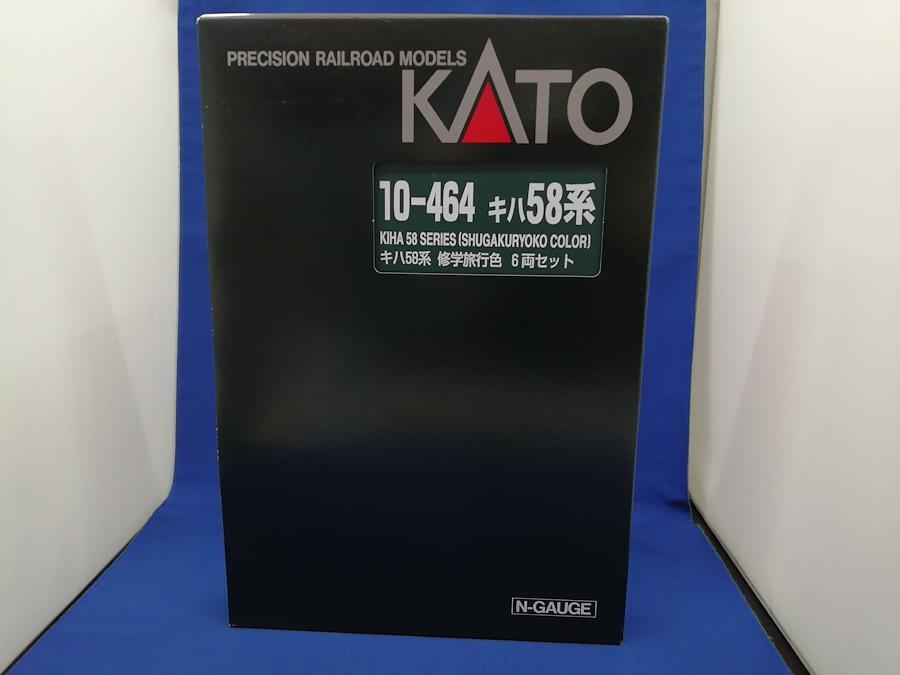 PRECISION RAILROAD MODELS
KATO
10-464 キハ58系
KIHA 58 SERIES (SHUGAKURYOKO COLOR)
キハ58系 修学旅行色 6両セット
N-GAUGE